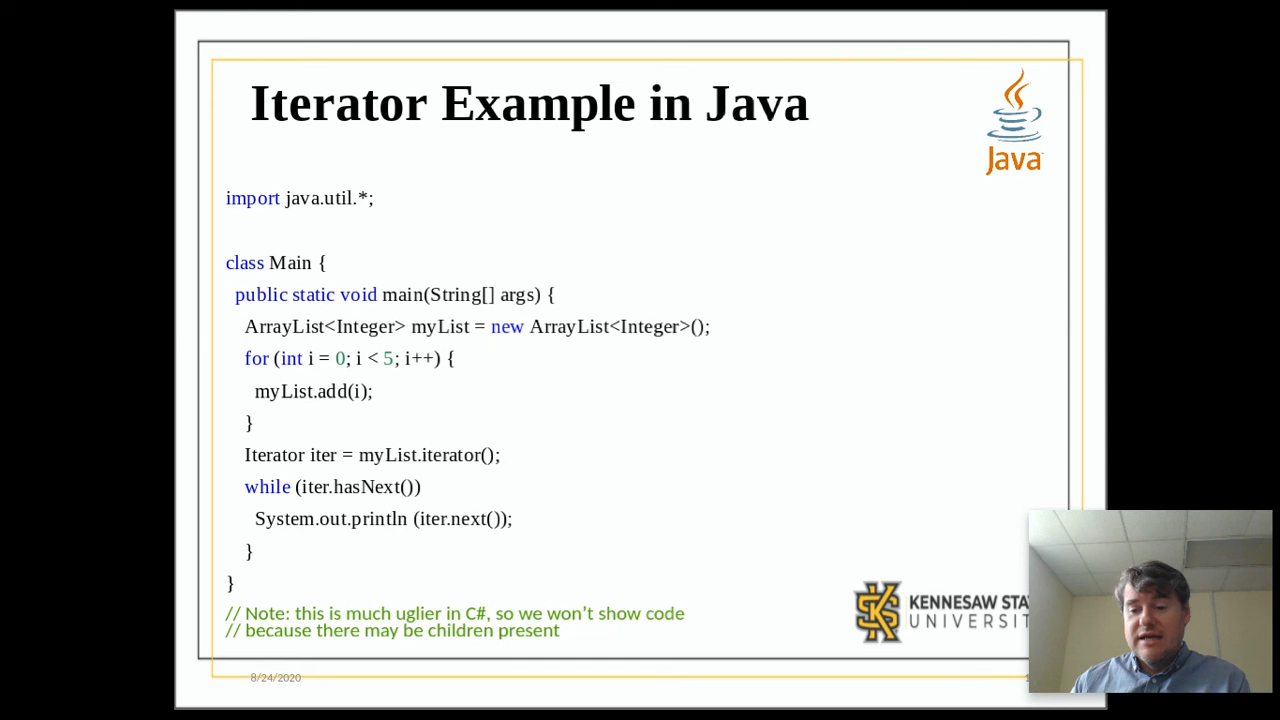 Iterator Example in Java
Java
import java.util.*;
class Main {
public static void main(String[] args) {
ArrayList<Integer> myList = new ArrayList<Integer>();
for (int i = 0; i < 5; i++) {
myList.add(i);
}
Iterator iter = myList.iterator();
while (iter.hasNext())
System.out.println (iter.next());
}
}
// Note: this is much uglier in C#, so we won't show code
// because there may be children present
KENNESAW STA
UNIVERSIT
8/24/2020